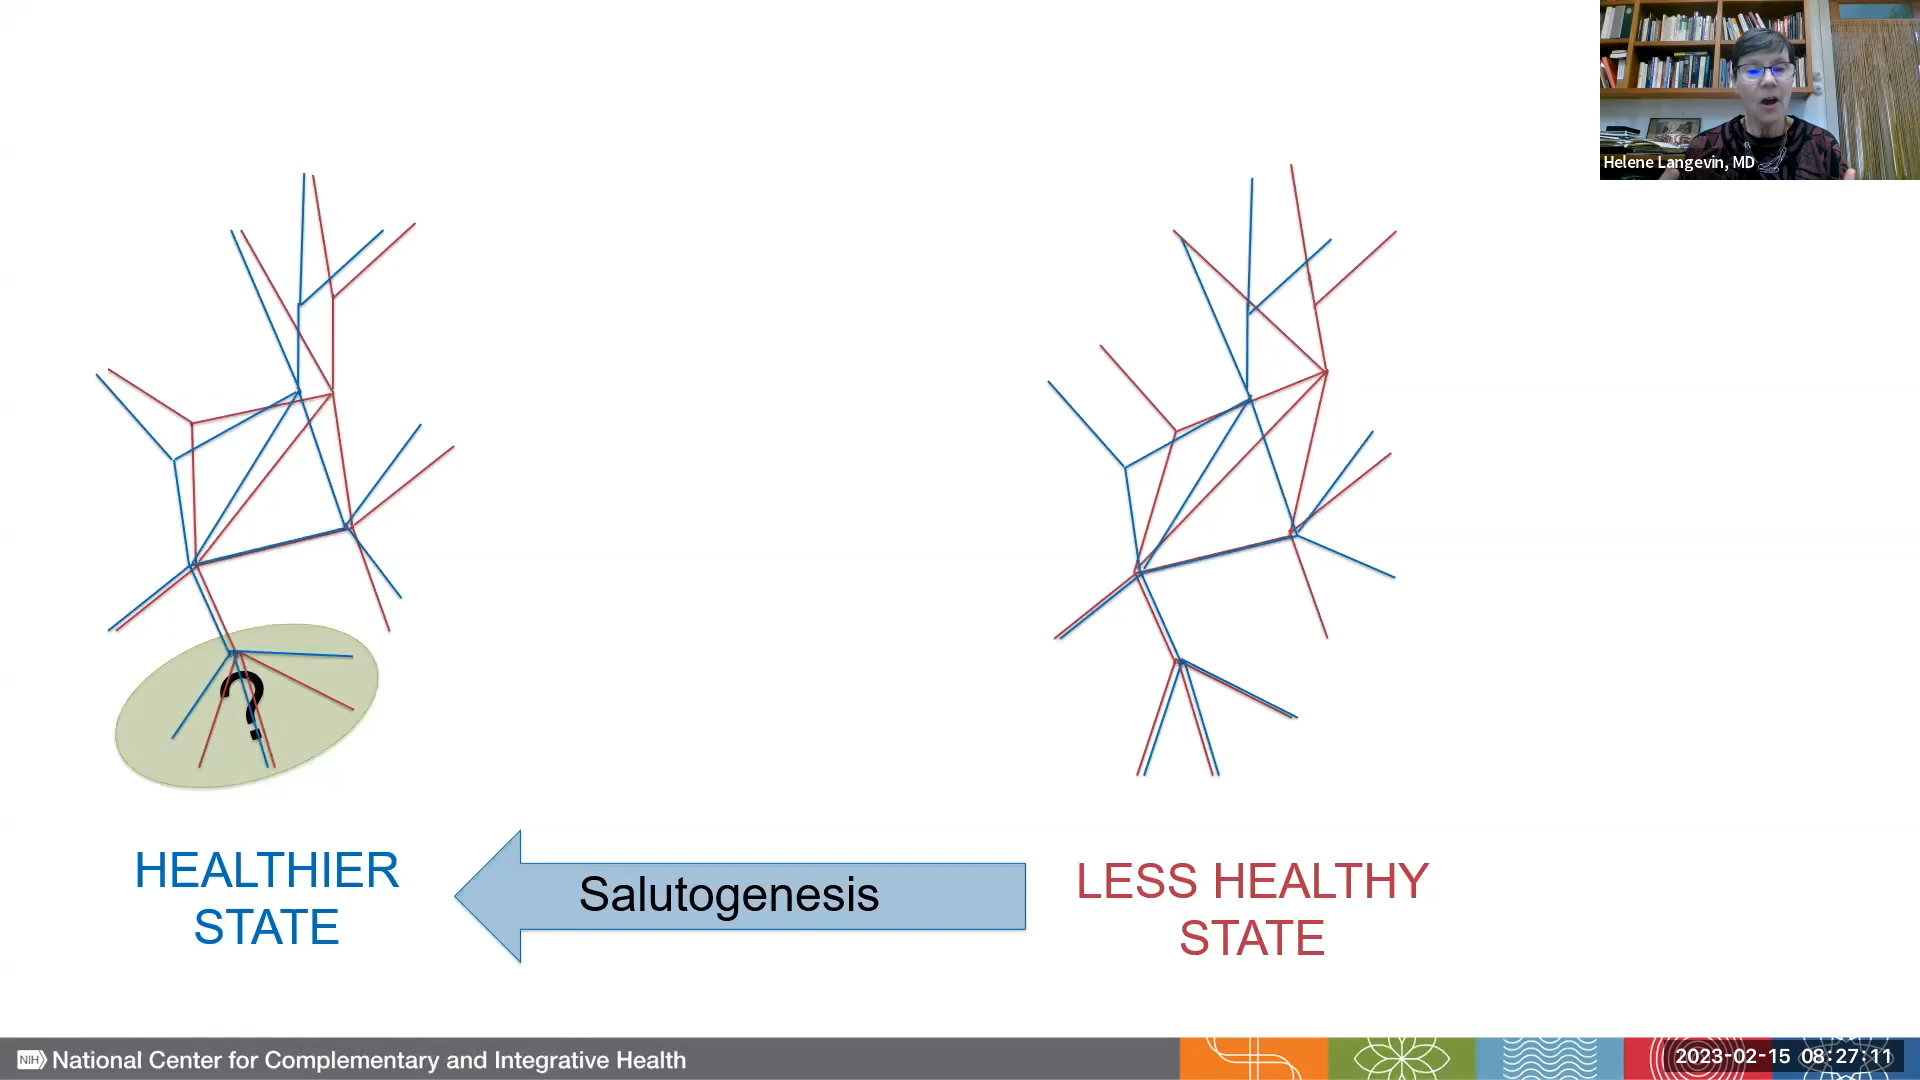 Helene Langevin, MD
?
HEALTHIER
STATE
Salutogenesis
LESS HEALTHY
STATE
NIH National Center for Complementary and Integrative Health
2023-02-15 08:27:11